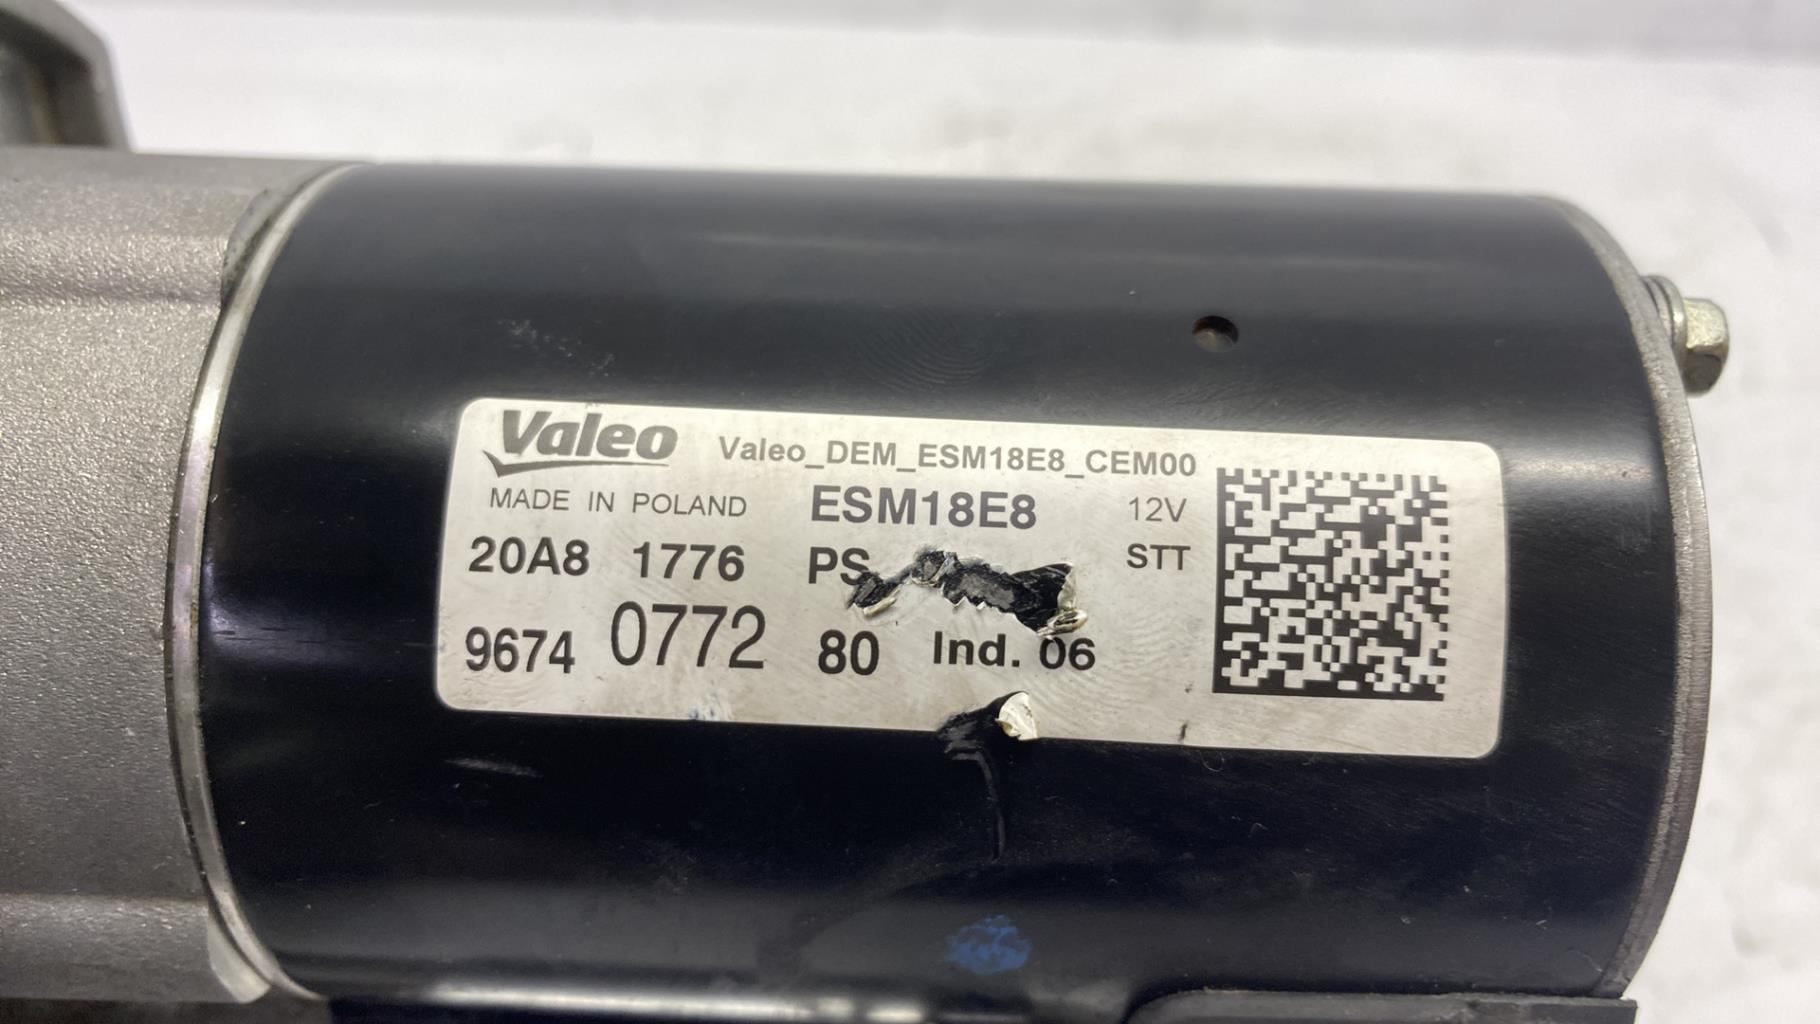 Valeo Valeo_DEM_ESM18E8_CEM00
MADE IN POLAND ESM18E8 12V
20A8 1776 PS STT
9674 0772 80 Ind. 06